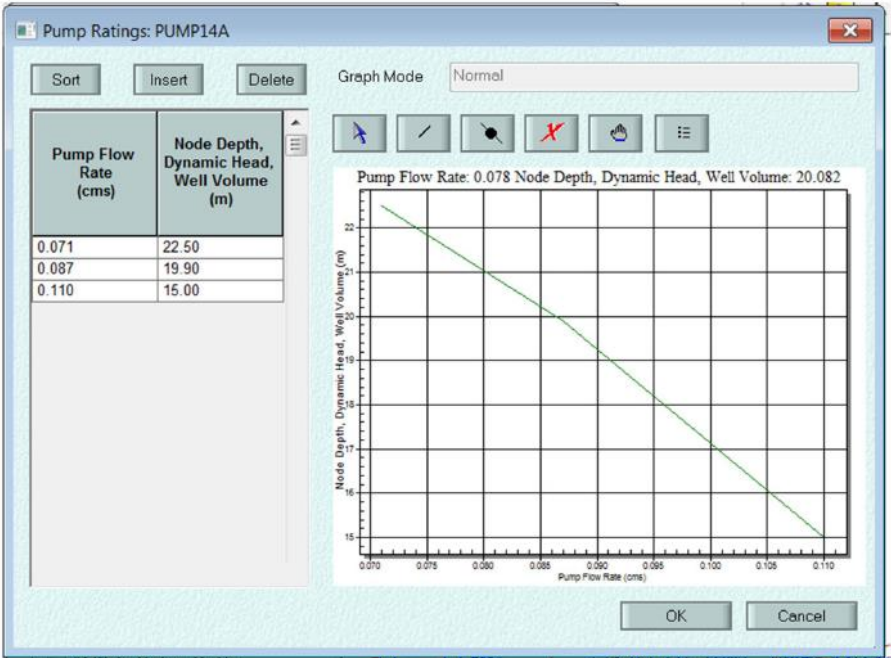 Pump Ratings: PUMP14A
Sort Insert Delete
Graph Mode Normal
Pump Flow
Rate
(cms)
Node Depth,
Dynamic Head,
Well Volume
(m)
0.071 22.50
0.087 19.90
0.110 15.00
Pump Flow Rate: 0.078 Node Depth, Dynamic Head, Well Volume: 20.082
Node Depth, Dynamic Head, Well Volume (m)
22
21
20
19
18
17
16
15
0.070 0.075 0.080 0.085 0.090 0.095 0.100 0.105 0.110
Pump Flow Rate (cms)
OK Cancel